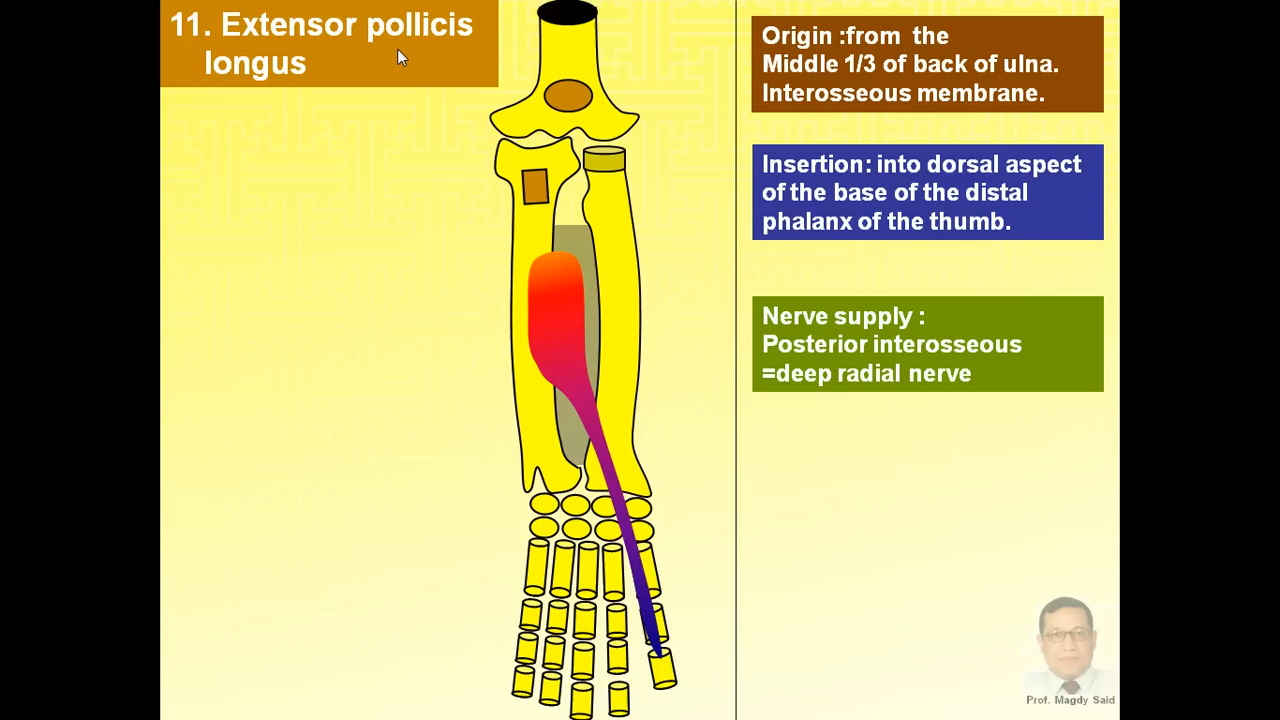 11. Extensor pollicis
longus
Origin :from the
Middle 1/3 of back of ulna.
Interosseous membrane.
Insertion: into dorsal aspect
of the base of the distal
phalanx of the thumb.
Nerve supply :
Posterior interosseous
=deep radial nerve
Prof. Magdy Said